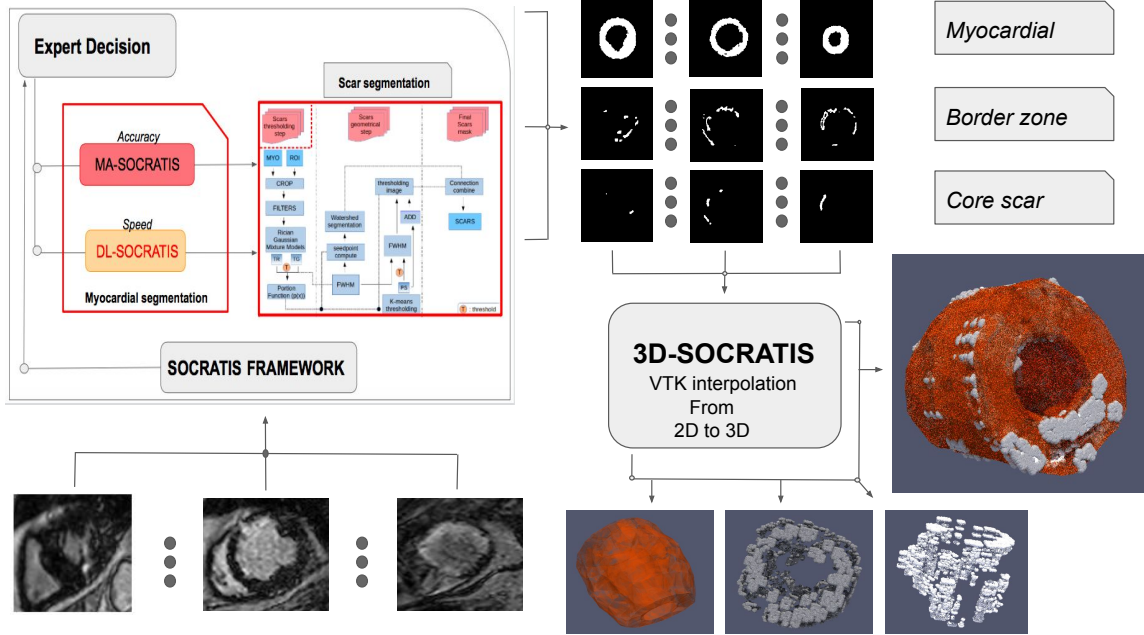 Expert Decision
Accuracy
MA-SOCRATIS
Speed
DL-SOCRATIS
Myocardial segmentation
Scar segmentation
Scars
thresholding
step
Scars
geometrical
step
Final
Scars
mask
MYO
ROI
CROP
FILTERS
Rician
Gaussian
Mixture Models
TR
TG
T
Portion
Function (p(x))
Watershed
segmentation
seedpoint
compute
FWHM
thresholding
image
ADD
FWHM
T
PS
K-means
thresholding
Connection
combine
SCARS
T
threshold
SOCRATIS FRAMEWORK
Myocardial
Border zone
Core scar
3D-SOCRATIS
VTK interpolation
From
2D to 3D